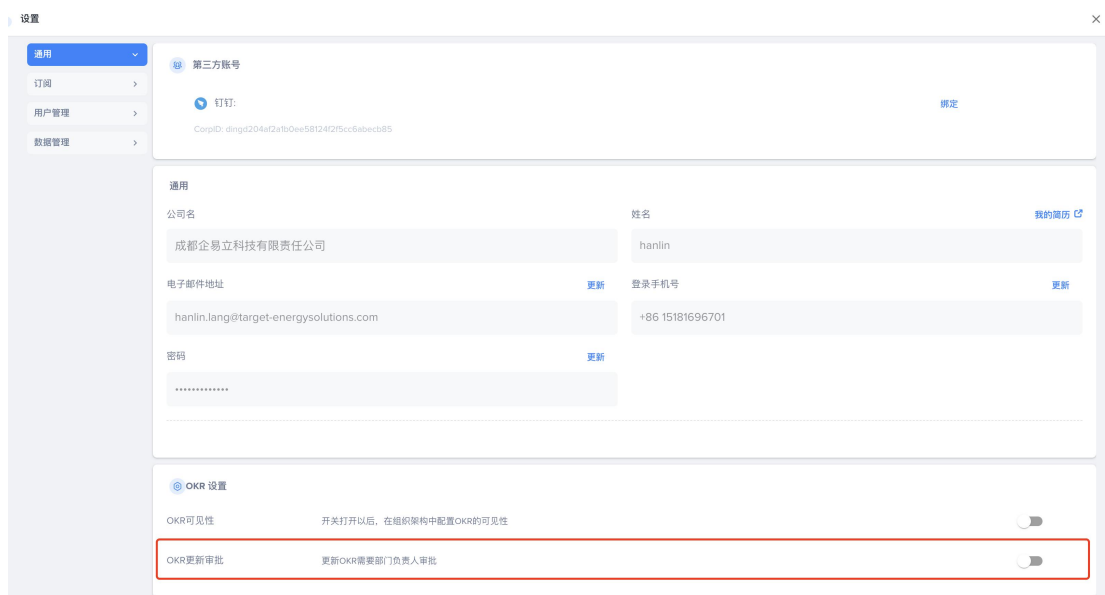 设置
通用
订阅
用户管理
数据管理
第三方账号
钉钉:
绑定
CorpID: dingd204af2a1b0ee58124f2f5cc6abecb85
通用
公司名
成都企易立科技有限责任公司
姓名
我的简历
hanlin
电子邮件地址
更新
hanlin.lang@target-energysolutions.com
登录手机号
更新
+86 15181696701
密码
更新
•••••••••••••
OKR 设置
OKR可见性
开关打开以后，在组织架构中配置OKR的可见性
OKR更新审批
更新OKR需要部门负责人审批